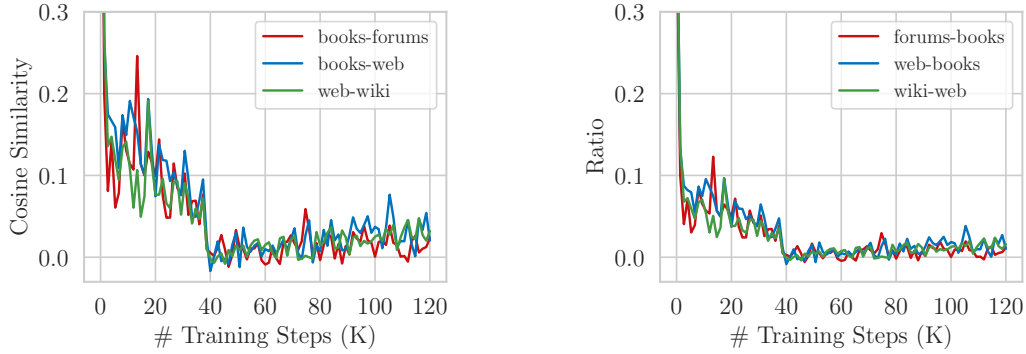 0.3
0.2
0.1
0.0
Cosine Similarity
books-forums
books-web
web-wiki
0 20 40 60 80 100 120
# Training Steps (K)
0.3
0.2
0.1
0.0
Ratio
forums-books
web-books
wiki-web
0 20 40 60 80 100 120
# Training Steps (K)